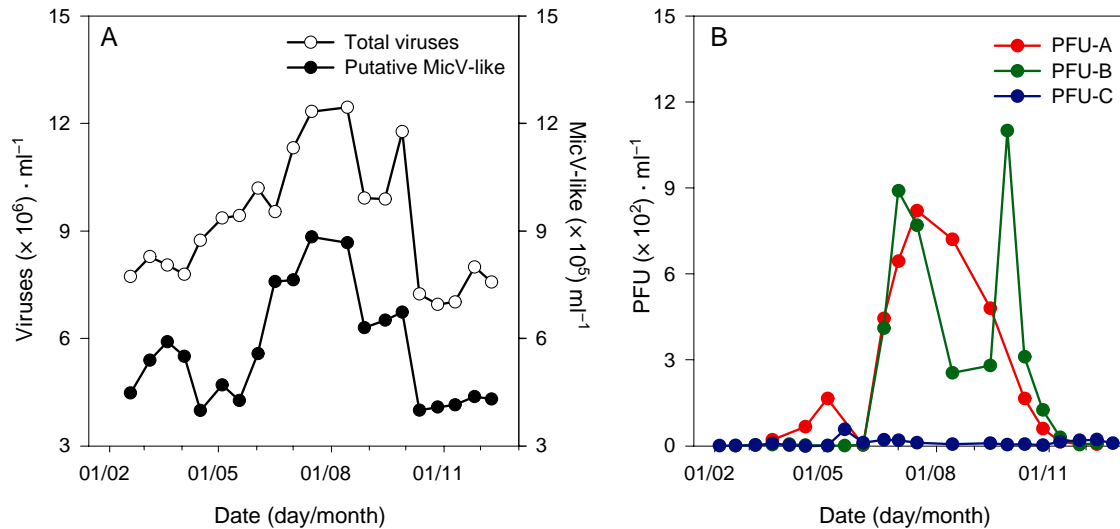 A
Total viruses
Putative MicV-like
Viruses (× 10⁶) · ml⁻¹
15
12
9
6
3
15
12
9
6
3
MicV-like (× 10⁵) ml⁻¹
01/02
01/05
01/08
01/11
Date (day/month)
B
PFU-A
PFU-B
PFU-C
PFU (× 10²) · ml⁻¹
15
12
9
6
3
0
01/02
01/05
01/08
01/11
Date (day/month)